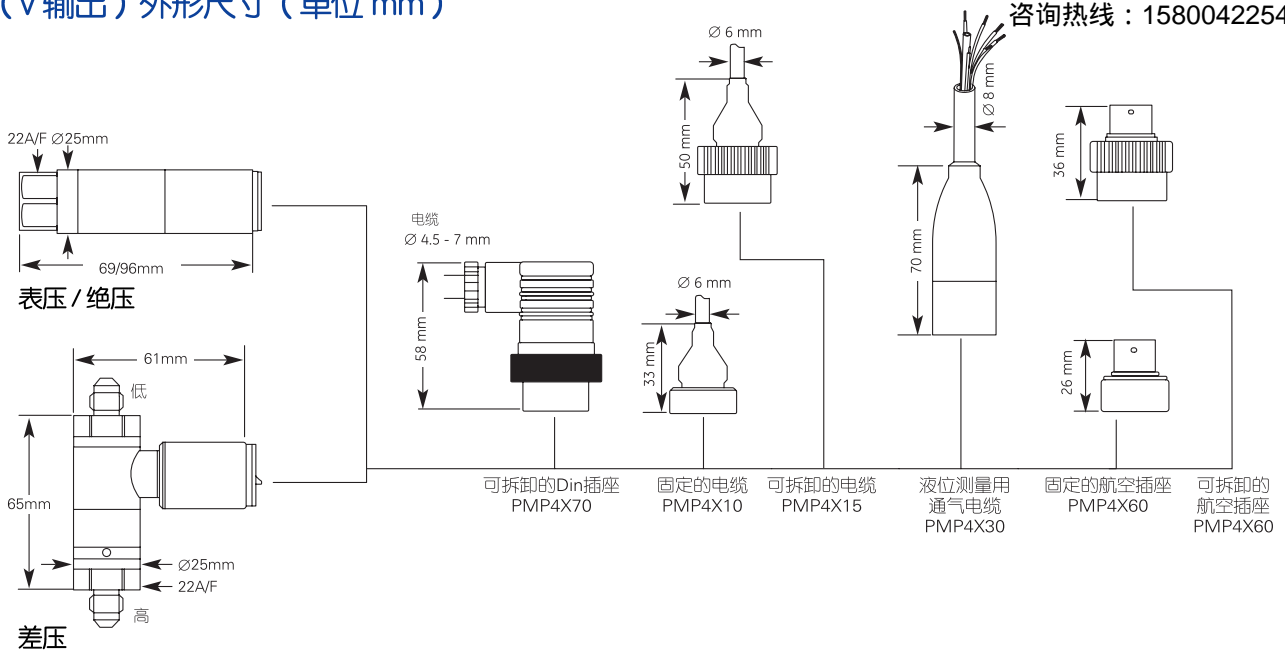 (V输出)外形尺寸(单位mm)
咨询热线:1580042254
22A/F Ø25mm
69/96mm
表压/绝压
61mm
低
65mm
Ø25mm
22A/F
高
差压
电缆
Ø 4.5 - 7 mm
58 mm
可拆卸的Din插座
PMP4X70
Ø 6 mm
33 mm
固定的电缆
PMP4X10
Ø 6 mm
50 mm
可拆卸的电缆
PMP4X15
Ø 8 mm
70 mm
液位测量用
通气电缆
PMP4X30
26 mm
固定的航空插座
PMP4X60
36 mm
可拆卸的
航空插座
PMP4X60